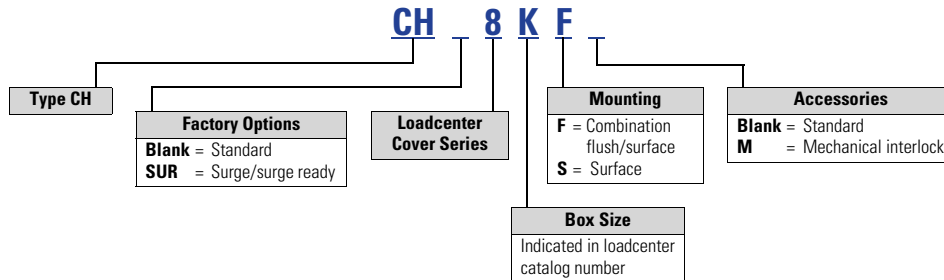 CH _ 8 K F _
Type CH
Factory Options
Blank = Standard
SUR = Surge/surge ready
Loadcenter
Cover Series
Mounting
F = Combination
flush/surface
S = Surface
Accessories
Blank = Standard
M = Mechanical interlock
Box Size
Indicated in loadcenter
catalog number